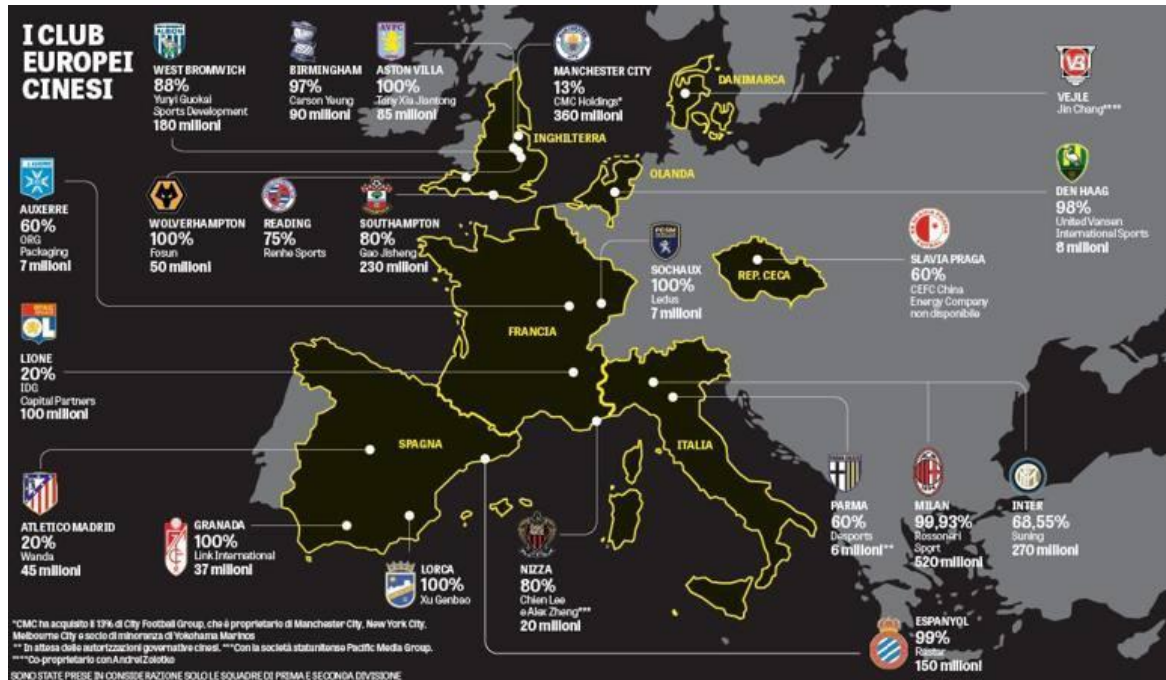 I CLUB
EUROPEI
CINESI
WEST BROMWICH
88%
Yunyi Guokai
Sports Development
180 milioni
BIRMINGHAM
97%
Carson Yeung
90 milioni
ASTON VILLA
100%
Tony Xia Jiantong
85 milioni
MANCHESTER CITY
13%
CMC Holdings*
360 milioni
DANIMARCA
VEJLE
Jin Chang****
INGHILTERRA
OLANDA
AUXERRE
60%
ORG
Packaging
7 milioni
WOLVERHAMPTON
100%
Fosun
50 milioni
READING
75%
Renhe Sports
SOUTHAMPTON
80%
Gao Jisheng
230 milioni
SOCHAUX
100%
Ledus
7 milioni
REP. CECA
SLAVIA PRAGA
60%
CEFC China
Energy Company
non disponibile
DEN HAAG
98%
United Vansen
International Sports
8 milioni
LIONE
20%
IDG
Capital Partners
100 milioni
FRANCIA
SPAGNA
ITALIA
ATLETICO MADRID
20%
Wanda
45 milioni
GRANADA
100%
Link International
37 milioni
LORCA
100%
Xu Genbao
NIZZA
80%
Chien Lee
e Alex Zheng***
20 milioni
PARMA
60%
Desports
6 milioni**
MILAN
99,93%
Rossoneri
Sport
520 milioni
INTER
68,55%
Suning
270 milioni
ESPANYOL
99%
Rastar
150 milioni
*CMC ha acquisito il 13% di City Football Group, che è proprietario di Manchester City, New York City,
Melbourne City e socio di minoranza di Yokohama Marinos
** In attesa delle autorizzazioni governative cinesi. ***Con la società statunitense Pacific Media Group.
****Co-proprietario con Andrei Zolotko
SONO STATE PRESE IN CONSIDERAZIONE SOLO LE SQUADRE DI PRIMA E SECONDA DIVISIONE